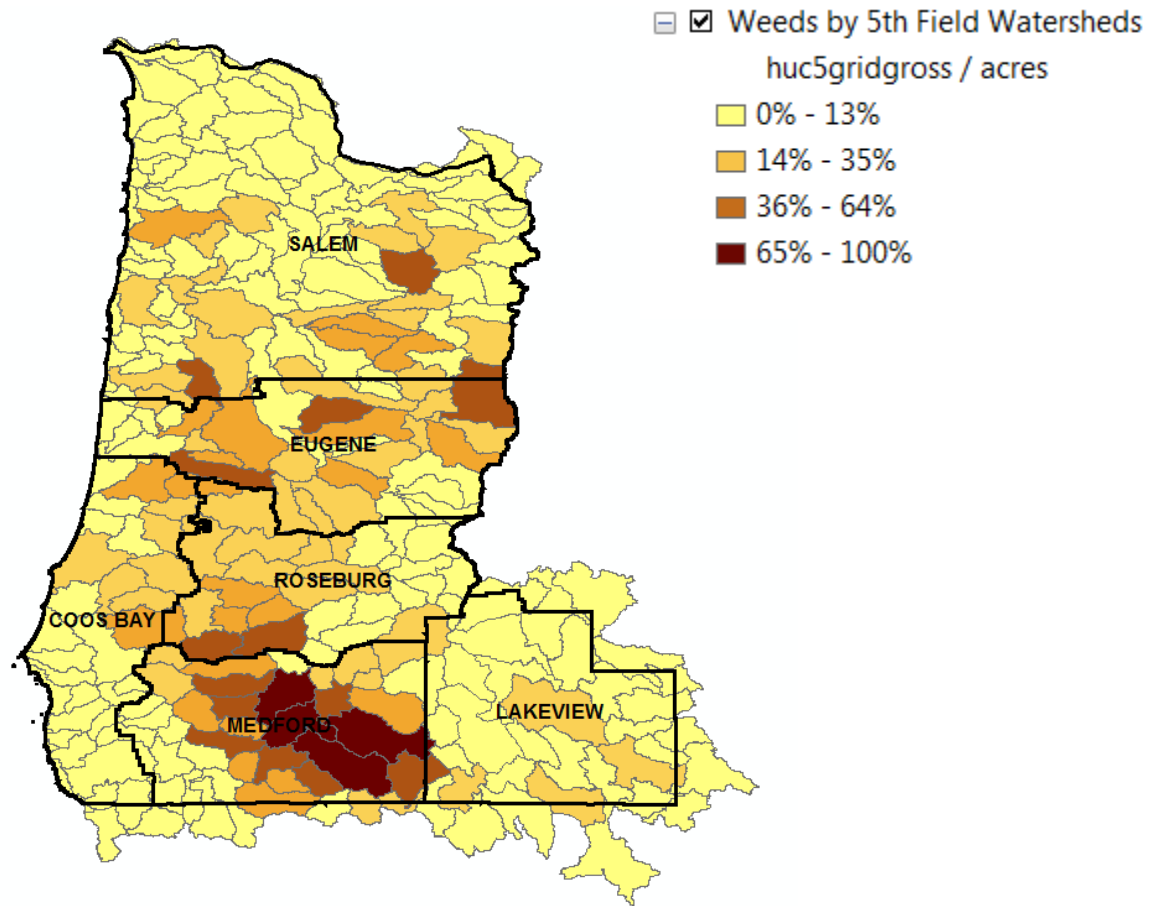 Weeds by 5th Field Watersheds
huc5gridgross / acres
0% - 13%
14% - 35%
36% - 64%
65% - 100%
SALEM
EUGENE
ROSEBURG
COOS BAY
LAKEVIEW
MEDFORD